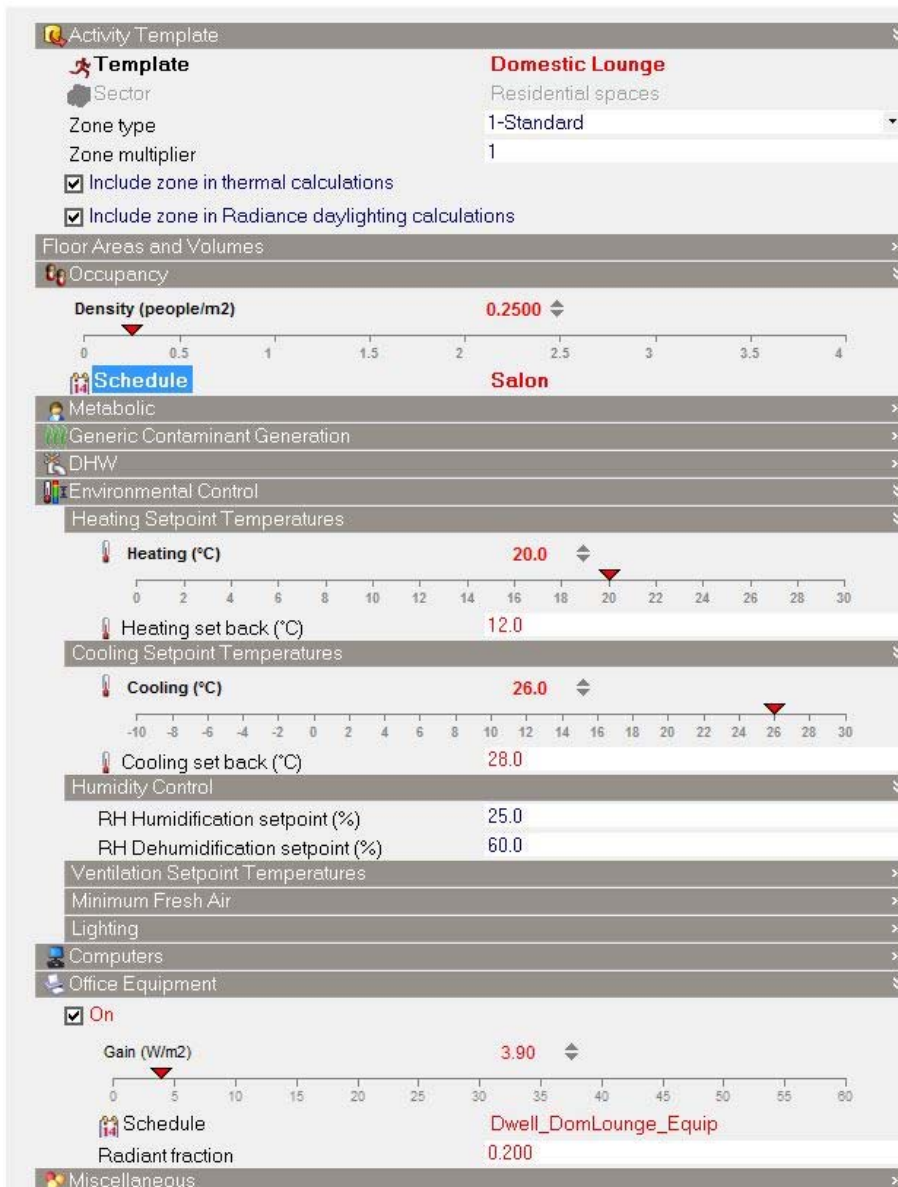 Activity Template
Template Domestic Lounge
Sector Residential spaces
Zone type 1-Standard
Zone multiplier 1
Include zone in thermal calculations
Include zone in Radiance daylighting calculations
Floor Areas and Volumes
Occupancy
Density (people/m2) 0.2500
0 0.5 1 1.5 2 2.5 3 3.5 4
14 Schedule Salon
Metabolic
Generic Contaminant Generation
DHW
Environmental Control
Heating Setpoint Temperatures
Heating (°C) 20.0
0 2 4 6 8 10 12 14 16 18 20 22 24 26 28 30
Heating set back (°C) 12.0
Cooling Setpoint Temperatures
Cooling (°C) 26.0
-10 -8 -6 -4 -2 0 2 4 6 8 10 12 14 16 18 20 22 24 26 28 30
Cooling set back (°C) 28.0
Humidity Control
RH Humidification setpoint (%) 25.0
RH Dehumidification setpoint (%) 60.0
Ventilation Setpoint Temperatures
Minimum Fresh Air
Lighting
Computers
Office Equipment
On
Gain (W/m2) 3.90
0 5 10 15 20 25 30 35 40 45 50 55 60
14 Schedule Dwell_DomLounge_Equip
Radiant fraction 0.200
Miscellaneous